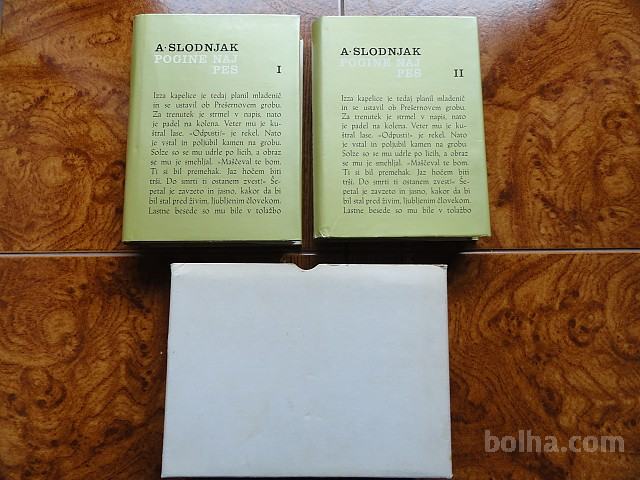 A·SLODNJAK
POGINE NAJ
PES
I
Izza kapelice je tedaj planil mladenič
in se ustavil ob Prešernovem grobu.
Za trenutek je strmel v napis, nato
je padel na kolena. Veter mu je ku-
štral lase. »Odpusti!« je rekel. Nato
je vstal in poljubil kamen na grobu.
Solze so se mu udrle po licih, a obraz
se mu je smehljal. »Maščeval te bom.
Ti si bil premehak. Jaz hočem biti
trši. Do smrti ti ostanem zvest!« Še-
petal je zavzeto in jasno, kakor da bi
bil stal pred živim, ljubljenim človekom.
Lastne besede so mu bile v tolažbo
A·SLODNJAK
POGINE NAJ
PES
II
Izza kapelice je tedaj planil mladenič
in se ustavil ob Prešernovem grobu.
Za trenutek je strmel v napis, nato
je padel na kolena. Veter mu je ku-
štral lase. »Odpusti!« je rekel. Nato
je vstal in poljubil kamen na grobu.
Solze so se mu udrle po licih, a obraz
se mu je smehljal. »Maščeval te bom.
Ti si bil premehak. Jaz hočem biti
trši. Do smrti ti ostanem zvest!« Še-
petal je zavzeto in jasno, kakor da bi
bil stal pred živim, ljubljenim človekom.
Lastne besede so mu bile v tolažbo
bolha.com